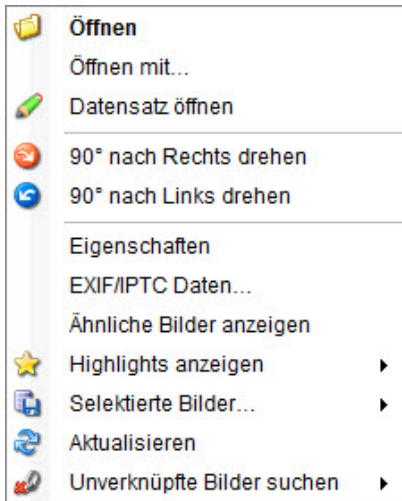 Öffnen
Öffnen mit...
Datensatz öffnen
90° nach Rechts drehen
90° nach Links drehen
Eigenschaften
EXIF/IPTC Daten...
Ähnliche Bilder anzeigen
Highlights anzeigen
Selektierte Bilder...
Aktualisieren
Unverknüpfte Bilder suchen